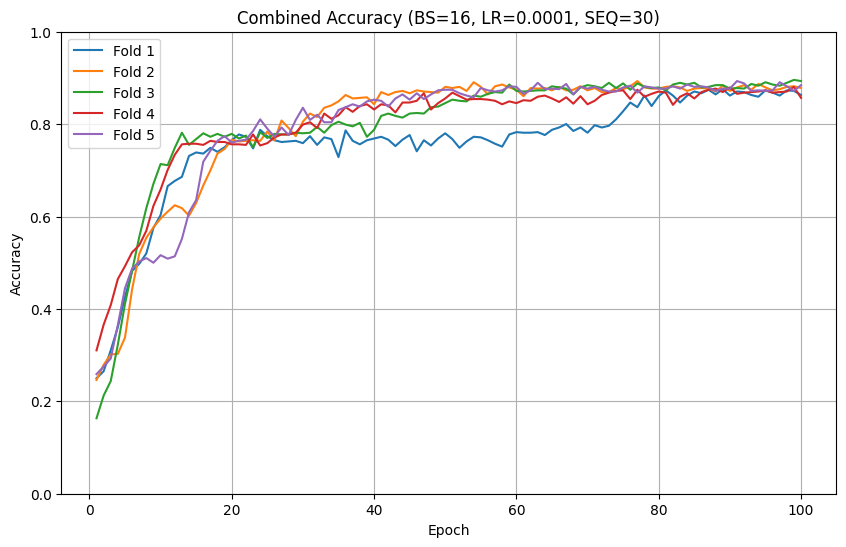 Combined Accuracy (BS=16, LR=0.0001, SEQ=30)
Fold 1
Fold 2
Fold 3
Fold 4
Fold 5
1.0
0.8
0.6
0.4
0.2
0.0
Accuracy
0 20 40 60 80 100
Epoch